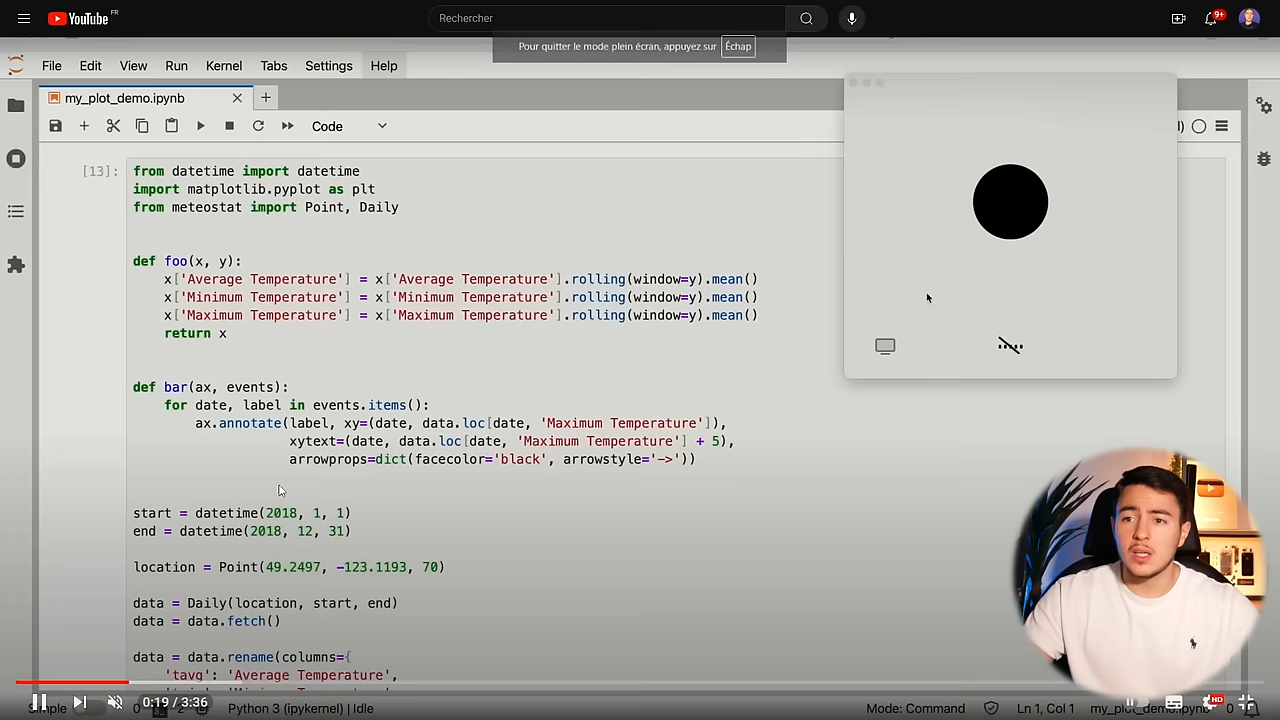 YouTube FR
Rechercher
9+
Pour quitter le mode plein écran, appuyez sur Échap
File Edit View Run Kernel Tabs Settings Help
my_plot_demo.ipynb
Code
[13]:
from datetime import datetime
import matplotlib.pyplot as plt
from meteostat import Point, Daily
def foo(x, y):
x['Average Temperature'] = x['Average Temperature'].rolling(window=y).mean()
x['Minimum Temperature'] = x['Minimum Temperature'].rolling(window=y).mean()
x['Maximum Temperature'] = x['Maximum Temperature'].rolling(window=y).mean()
return x
def bar(ax, events):
for date, label in events.items():
ax.annotate(label, xy=(date, data.loc[date, 'Maximum Temperature']),
xytext=(date, data.loc[date, 'Maximum Temperature'] + 5),
arrowprops=dict(facecolor='black', arrowstyle='->'))
start = datetime(2018, 1, 1)
end = datetime(2018, 12, 31)
location = Point(49.2497, -123.1193, 70)
data = Daily(location, start, end)
data = data.fetch()
data = data.rename(columns={
'tavg': 'Average Temperature',
0:19 / 3:36
HD
Simple 0 Python 3 (ipykernel) | Idle
Mode: Command Ln 1, Col 1 my_plot_demo.ipynb 0